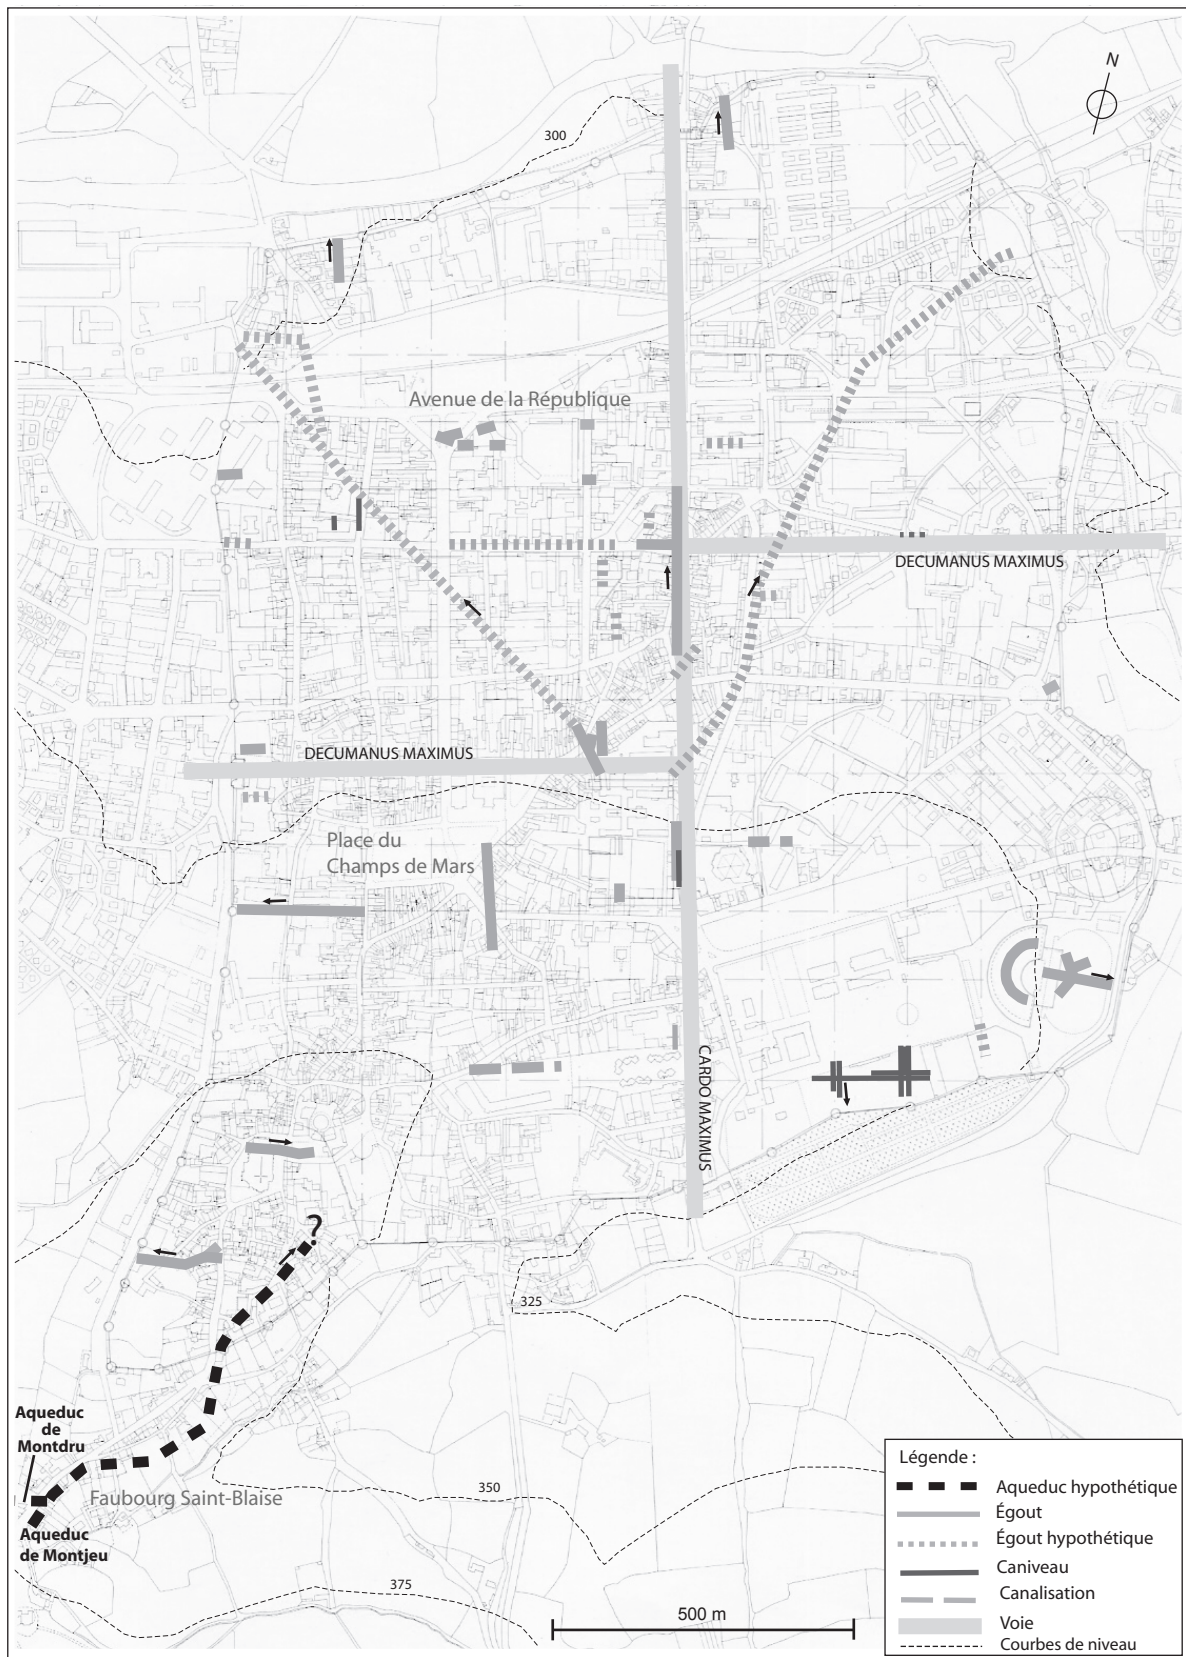 N
300
Avenue de la République
DECUMANUS MAXIMUS
DECUMANUS MAXIMUS
Place du
Champs de Mars
CARDO MAXIMUS
?
325
Aqueduc
de
Montdru
Faubourg Saint-Blaise
350
Aqueduc
de Montjeu
375
500 m
Légende :
Aqueduc hypothétique
Égout
Égout hypothétique
Caniveau
Canalisation
Voie
Courbes de niveau